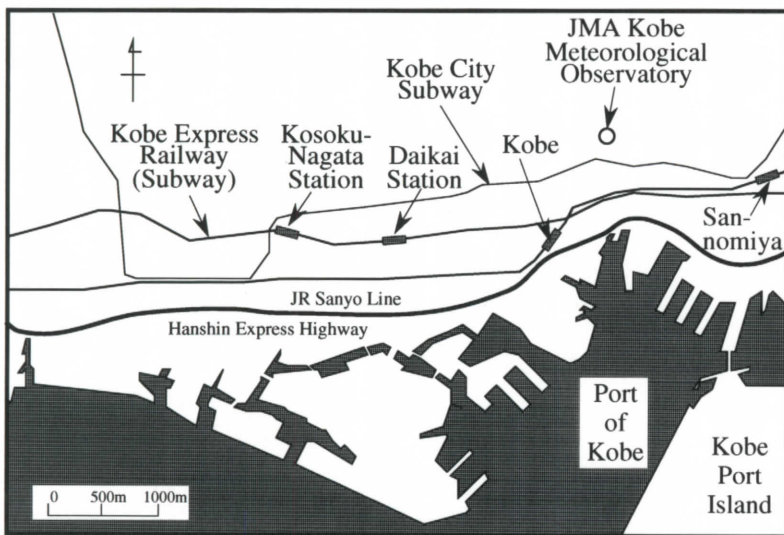 JMA Kobe
Meteorological
Observatory
Kobe City
Subway
Kobe Express
Railway
(Subway)
Kosoku-
Nagata
Station
Daikai
Station
Kobe
San-
nomiya
JR Sanyo Line
Hanshin Express Highway
Port
of
Kobe
Kobe
Port
Island
0 500m 1000m